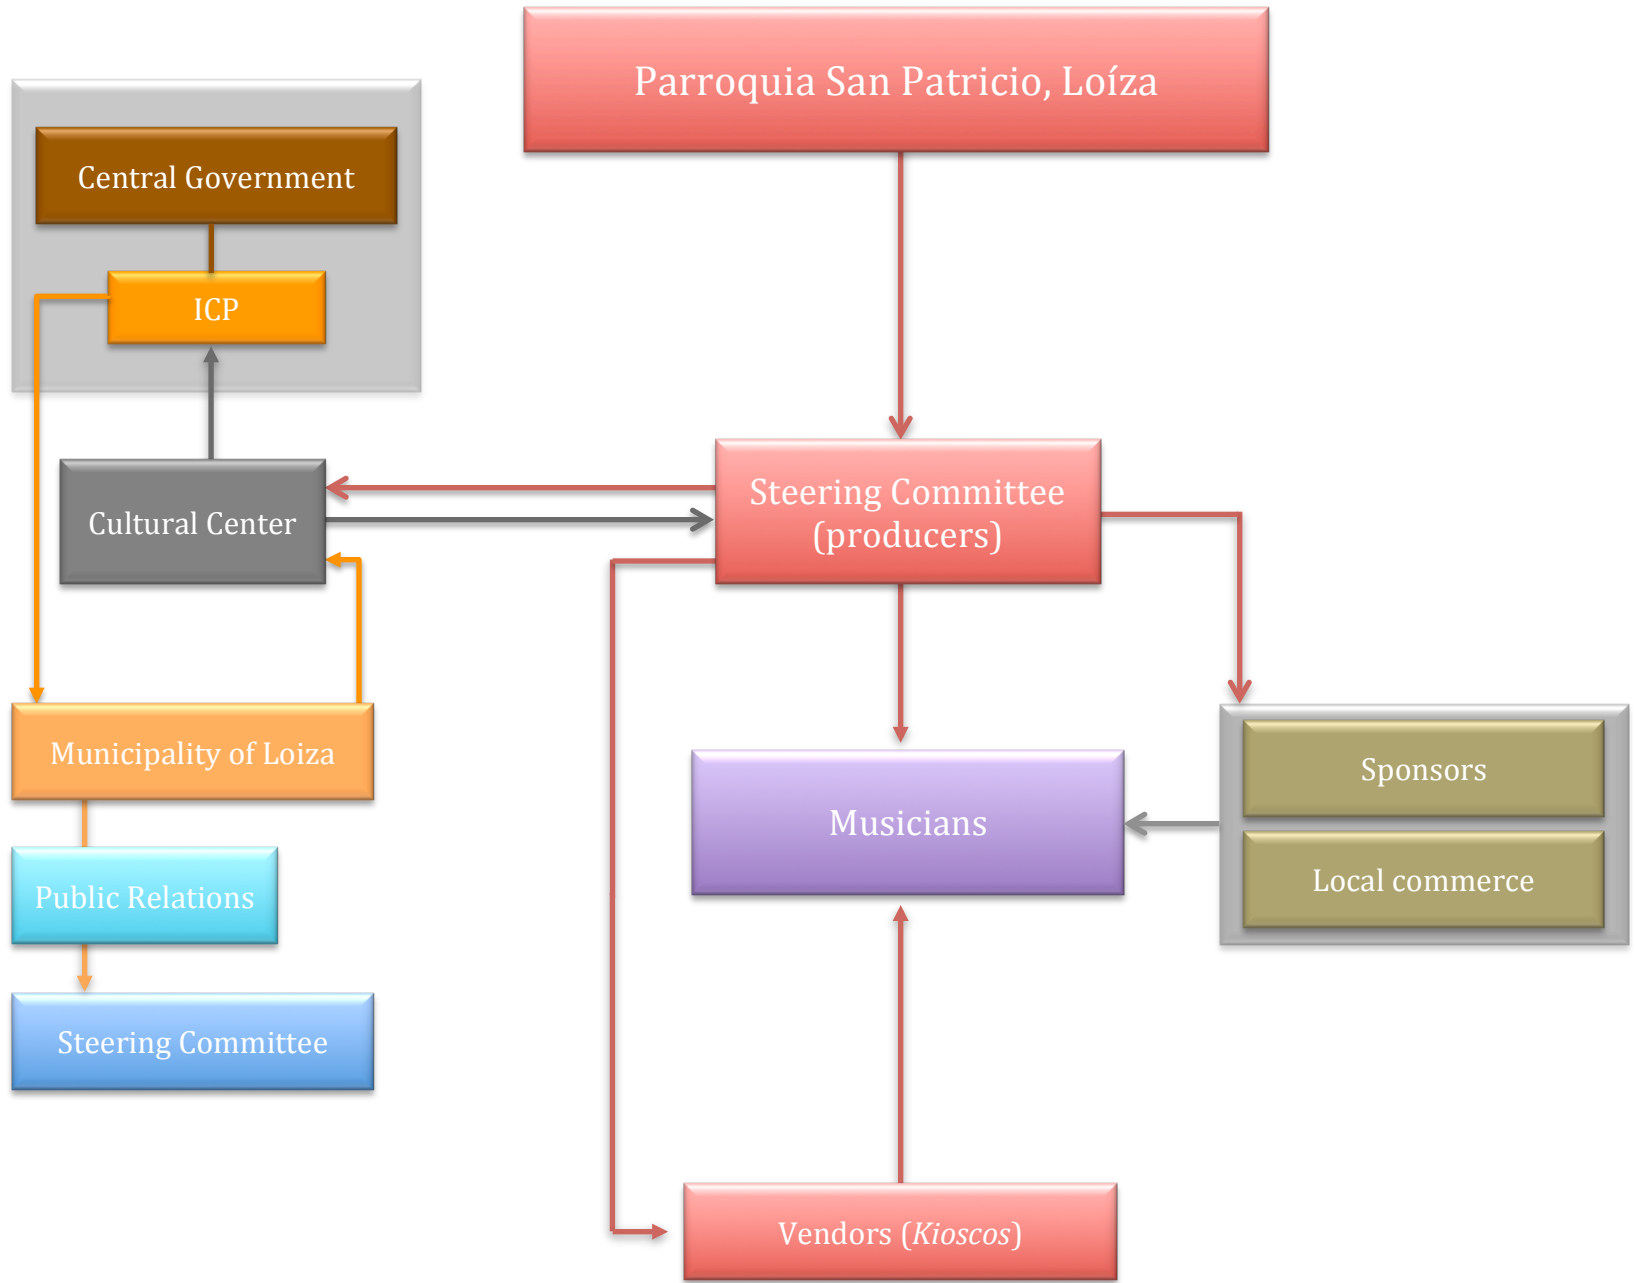 Parroquia San Patricio, Loíza
Central Government
ICP
Cultural Center
Steering Committee
(producers)
Municipality of Loiza
Musicians
Sponsors
Local commerce
Public Relations
Steering Committee
Vendors (Kioscos)